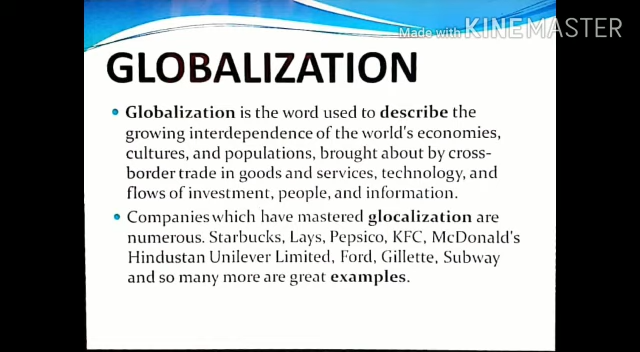 Made with KINEMASTER
GLOBALIZATION
• Globalization is the word used to describe the
growing interdependence of the world's economies,
cultures, and populations, brought about by cross-
border trade in goods and services, technology, and
flows of investment, people, and information.
• Companies which have mastered glocalization are
numerous. Starbucks, Lays, Pepsico, KFC, McDonald's
Hindustan Unilever Limited, Ford, Gillette, Subway
and so many more are great examples.